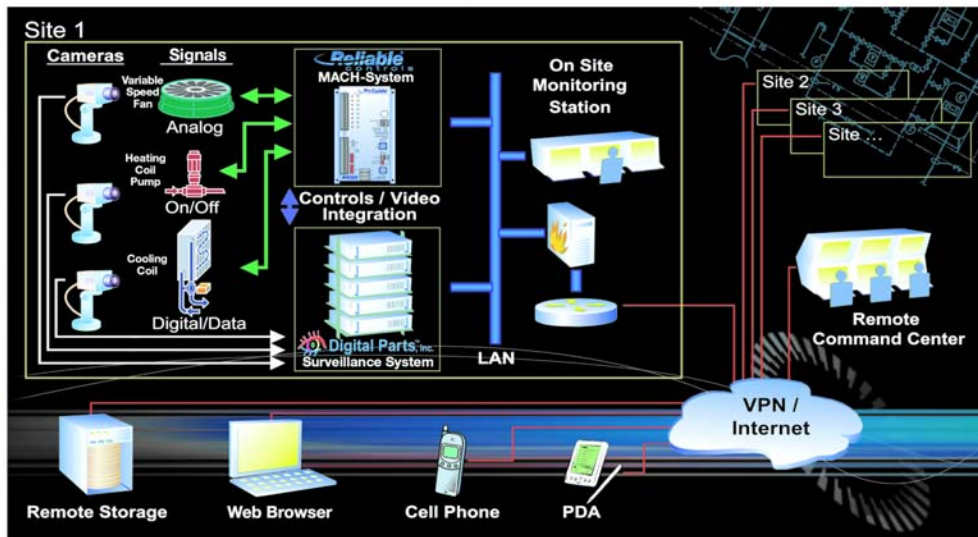 Site 1
Cameras
Signals
Variable
Speed
Fan
Analog
Heating
Coil
Pump
On/Off
Cooling
Coil
Digital/Data
Reliable
controls
MACH-System
Controls / Video
Integration
Digital Parts, Inc.
Surveillance System
LAN
On Site
Monitoring
Station
Site 2
Site 3
Site ...
Remote
Command Center
VPN /
Internet
Remote Storage
Web Browser
Cell Phone
PDA